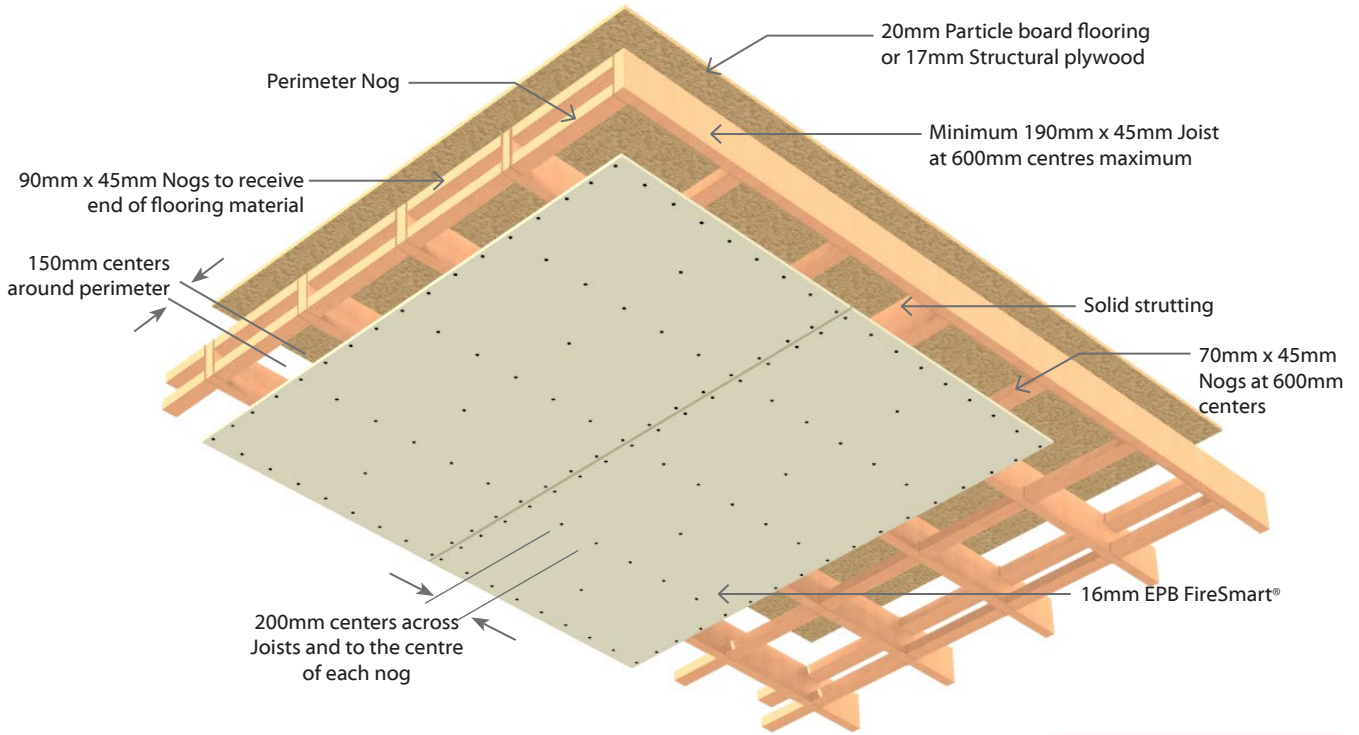 20mm Particle board flooring
or 17mm Structural plywood
Perimeter Nog
Minimum 190mm x 45mm Joist
at 600mm centres maximum
90mm x 45mm Nogs to receive
end of flooring material
150mm centers
around perimeter
Solid strutting
70mm x 45mm
Nogs at 600mm
centers
16mm EPB FireSmart®
200mm centers across
Joists and to the centre
of each nog